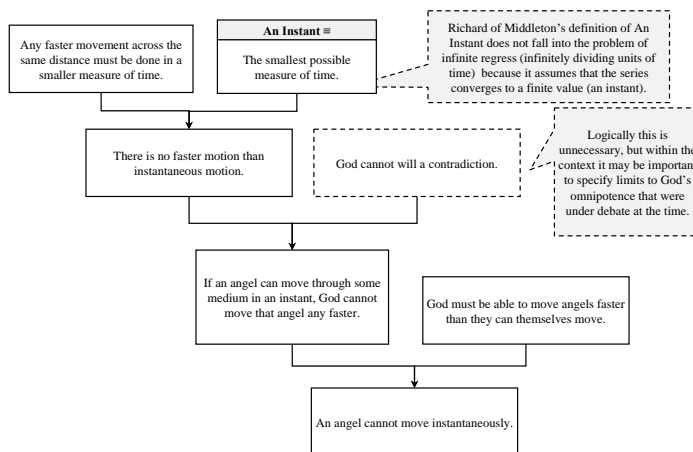 Any faster movement across the
same distance must be done in a
smaller measure of time.
An Instant ≡
The smallest possible
measure of time.
Richard of Middleton’s definition of An
Instant does not fall into the problem of
infinite regress (infinitely dividing units of
time) because it assumes that the series
converges to a finite value (an instant).
There is no faster motion than
instantaneous motion.
God cannot will a contradiction.
Logically this is
unnecessary, but within the
context it may be importan
to specify limits to God’s
omnipotence that were
under debate at the time.
If an angel can move through some
medium in an instant, God cannot
move that angel any faster.
God must be able to move angels faster
than they can themselves move.
An angel cannot move instantaneously.